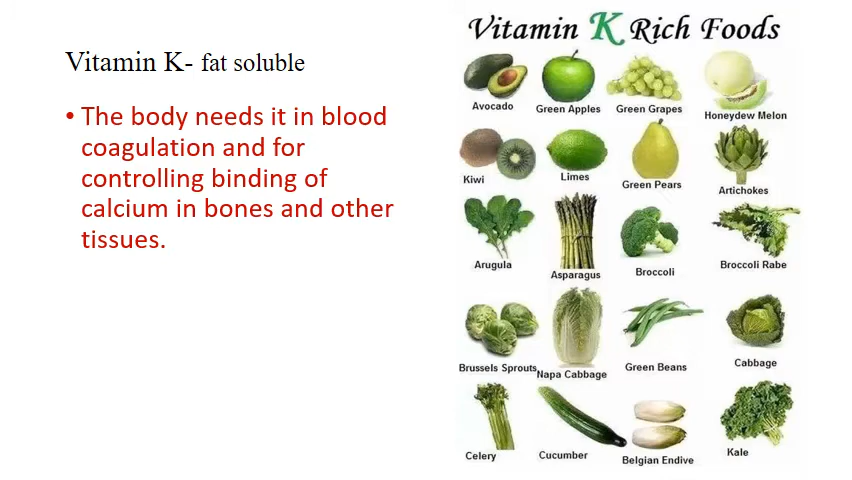 Vitamin K- fat soluble
• The body needs it in blood
coagulation and for
controlling binding of
calcium in bones and other
tissues.
Vitamin K Rich Foods
Avocado
Green Apples
Green Grapes
Honeydew Melon
Kiwi
Limes
Green Pears
Artichokes
Arugula
Asparagus
Broccoli
Broccoli Rabe
Brussels Sprouts
Napa Cabbage
Green Beans
Cabbage
Celery
Cucumber
Belgian Endive
Kale